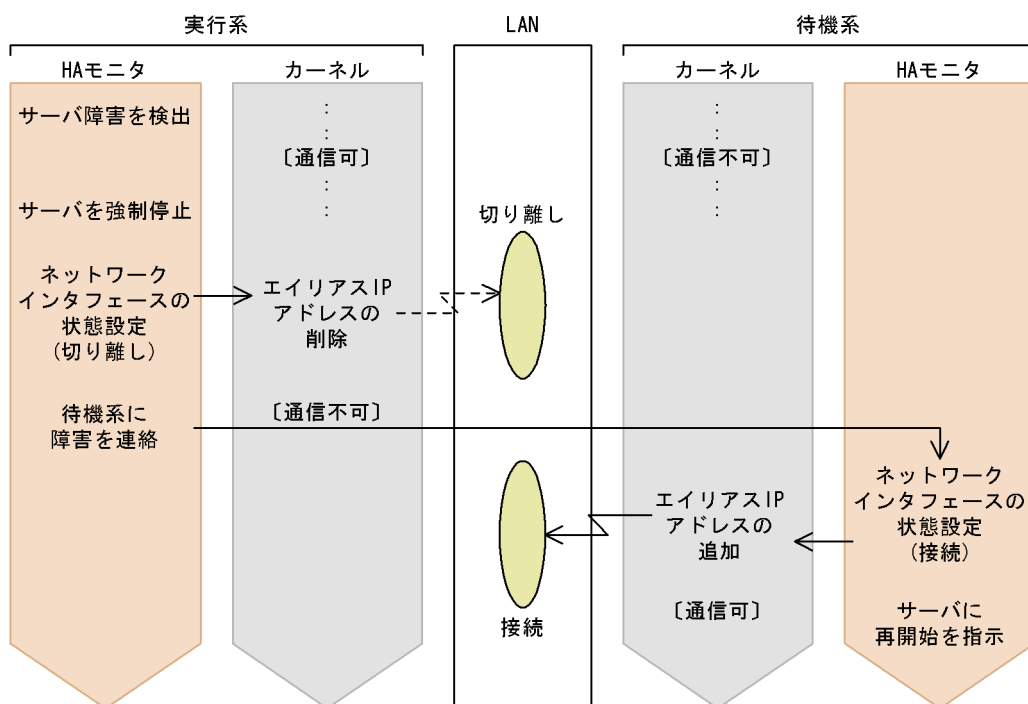 実行系
LAN
待機系
HAモニタ
カーネル
カーネル
HAモニタ
サーバ障害を検出
:
:
〔通信可〕
:
:
:
:
〔通信不可〕
:
:
サーバを強制停止
切り離し
ネットワーク
インタフェースの
状態設定
(切り離し)
エイリアスIP
アドレスの
削除
待機系に
障害を連絡
〔通信不可〕
ネットワーク
インタフェースの
状態設定
(接続)
エイリアスIP
アドレスの
追加
〔通信可〕
サーバに
再開始を指示
接続